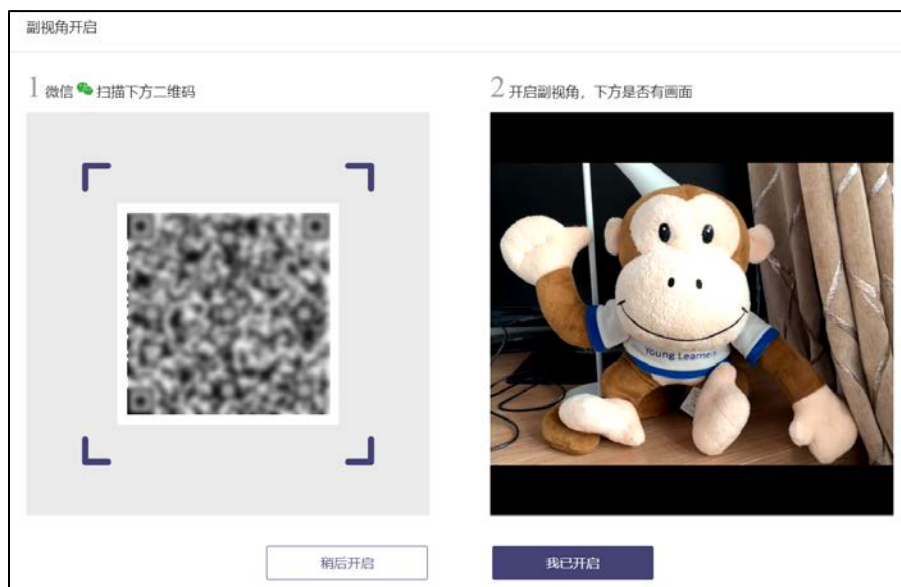 副视角开启
1 微信 扫描下方二维码
2 开启副视角，下方是否有画面
Young Learner
稍后开启
我已开启